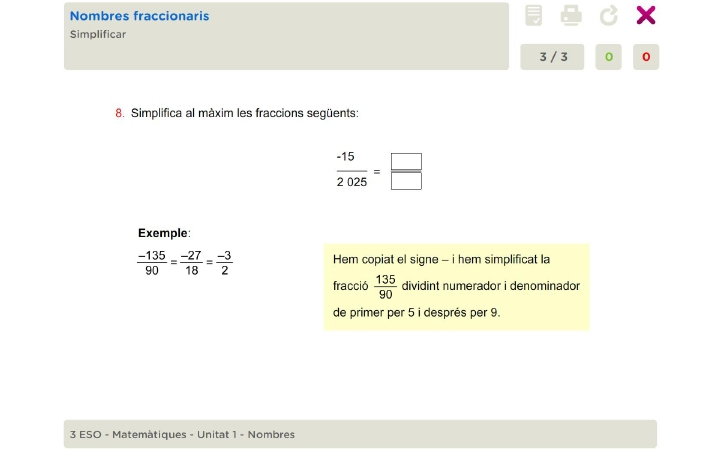 Nombres fraccionaris
Simplificar
3 / 3 0 0
8. Simplifica al màxim les fraccions següents:
-15
=
2 025
Exemple:
–135 = –27 = –3
90 18 2
Hem copiat el signe – i hem simplificat la
fracció 135/90 dividint numerador i denominador
de primer per 5 i després per 9.
3 ESO - Matemàtiques - Unitat 1 - Nombres